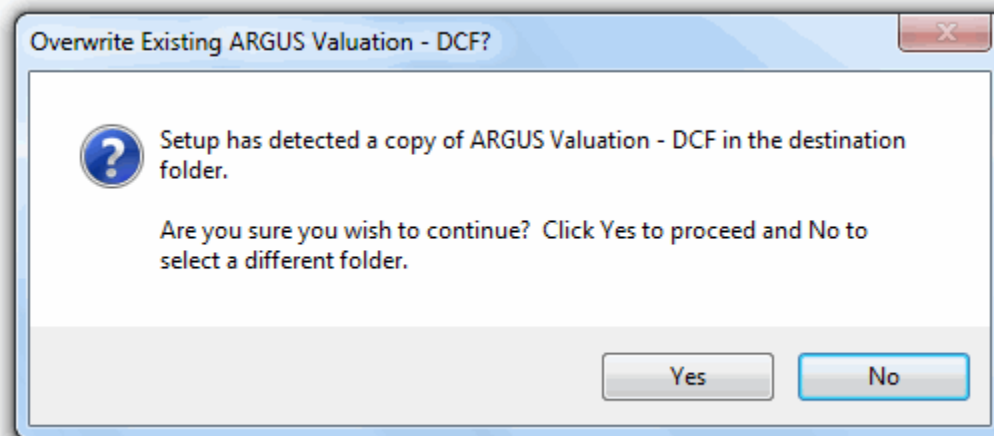 Overwrite Existing ARGUS Valuation - DCF?
Setup has detected a copy of ARGUS Valuation - DCF in the destination
folder.
Are you sure you wish to continue?  Click Yes to proceed and No to
select a different folder.
Yes
No